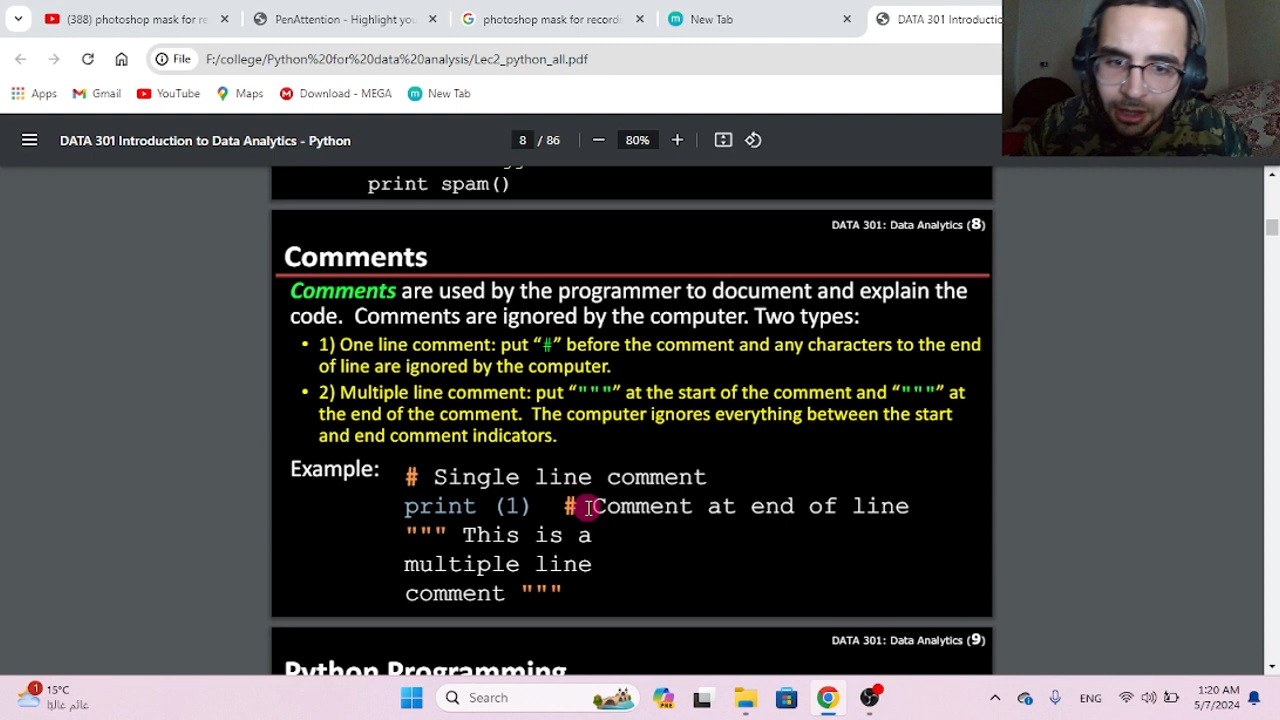 (388) photoshop mask for re
PenAttention - Highlight you
photoshop mask for recordi
New Tab
DATA 301 Introductio
File
F:/college/Python%20for%20data%20analysis/Lec2_python_all.pdf
Apps
Gmail
YouTube
Maps
Download - MEGA
New Tab
DATA 301 Introduction to Data Analytics - Python
8 / 86
80%
print spam()
DATA 301: Data Analytics (8)
Comments
Comments are used by the programmer to document and explain the
code. Comments are ignored by the computer. Two types:
• 1) One line comment: put “#” before the comment and any characters to the end
of line are ignored by the computer.
• 2) Multiple line comment: put “"""” at the start of the comment and “"""” at
the end of the comment. The computer ignores everything between the start
and end comment indicators.
Example:
# Single line comment
print (1) # Comment at end of line
""" This is a
multiple line
comment """
DATA 301: Data Analytics (9)
Python Programming
1
15°C
غائم غالبا
Search
PRE
ENG
1:20 AM
5/7/2024